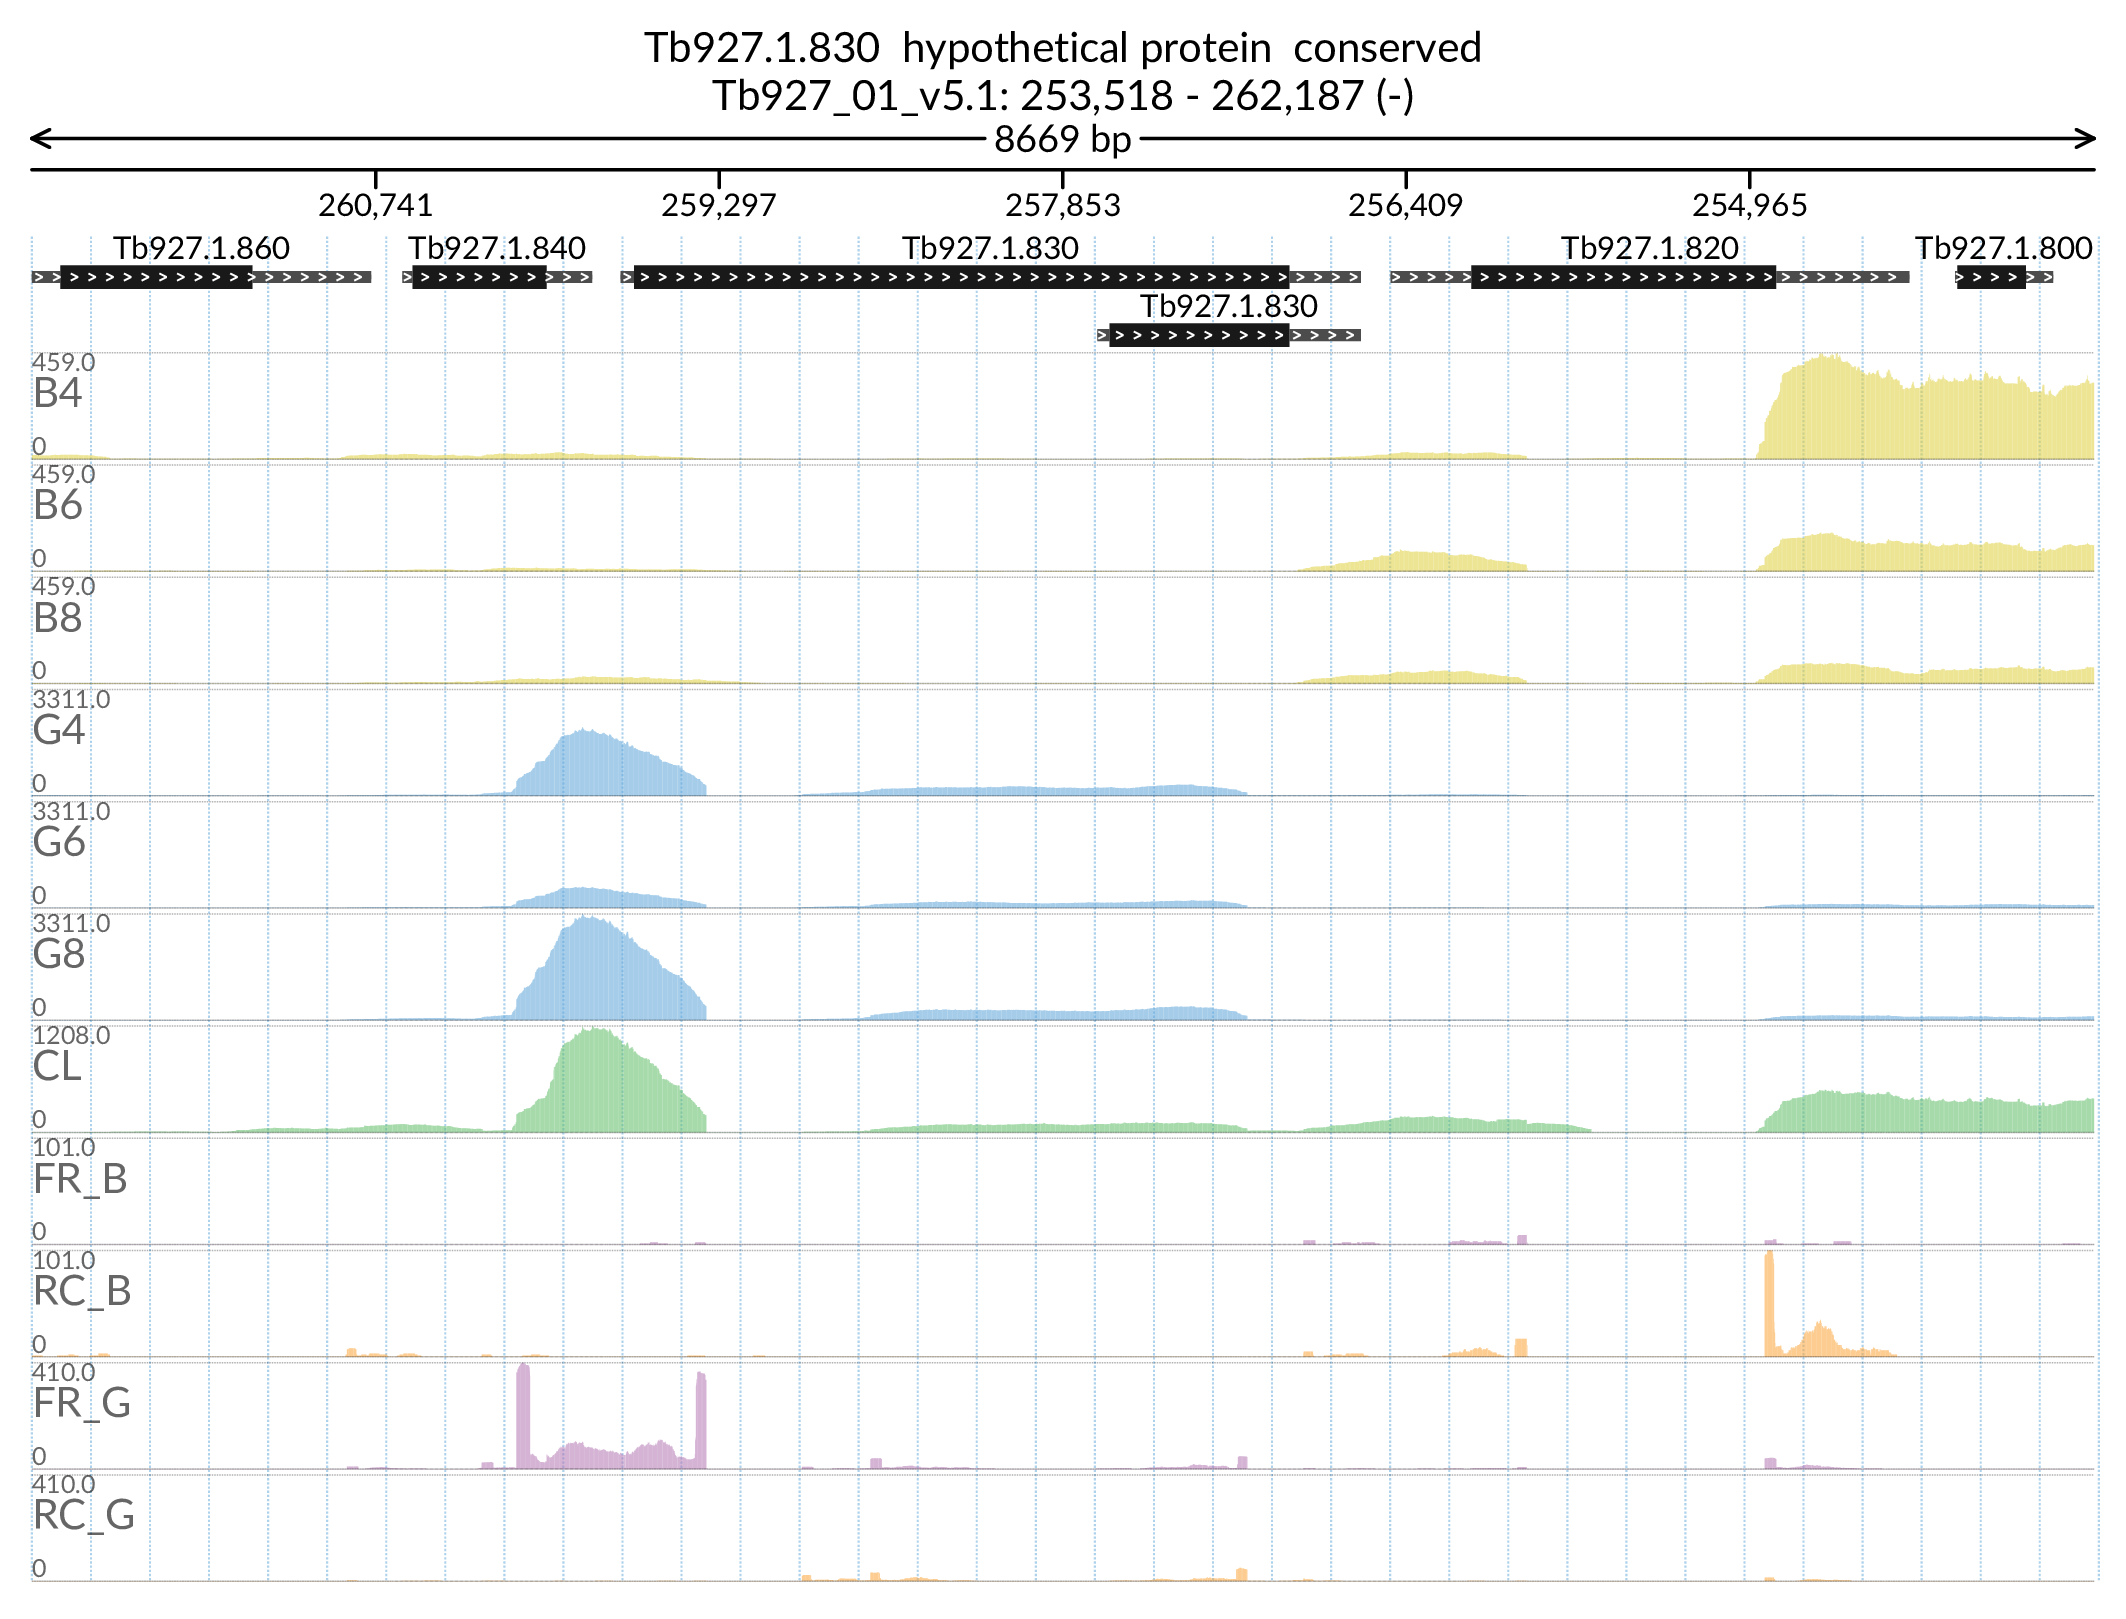 Tb927.1.830 hypothetical protein conserved
Tb927_01_v5.1: 253,518 - 262,187 (-)
8669 bp
260,741 259,297 257,853 256,409 254,965
Tb927.1.860 Tb927.1.840 Tb927.1.830 Tb927.1.820 Tb927.1.800
Tb927.1.830
459.0
B4
0
459.0
B6
0
459.0
B8
0
3311.0
G4
0
3311.0
G6
0
3311.0
G8
0
1208.0
CL
0
101.0
FR_B
0
101.0
RC_B
0
410.0
FR_G
0
410.0
RC_G
0